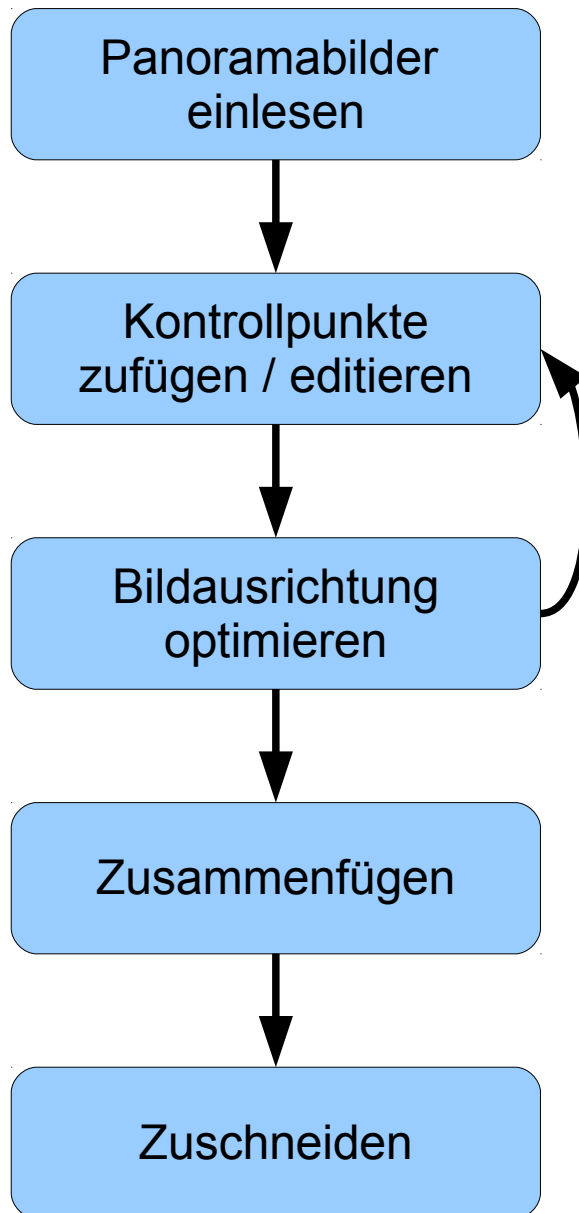 Panoramabilder
einlesen
Kontrollpunkte
zufügen / editieren
Bildausrichtung
optimieren
Zusammenfügen
Zuschneiden